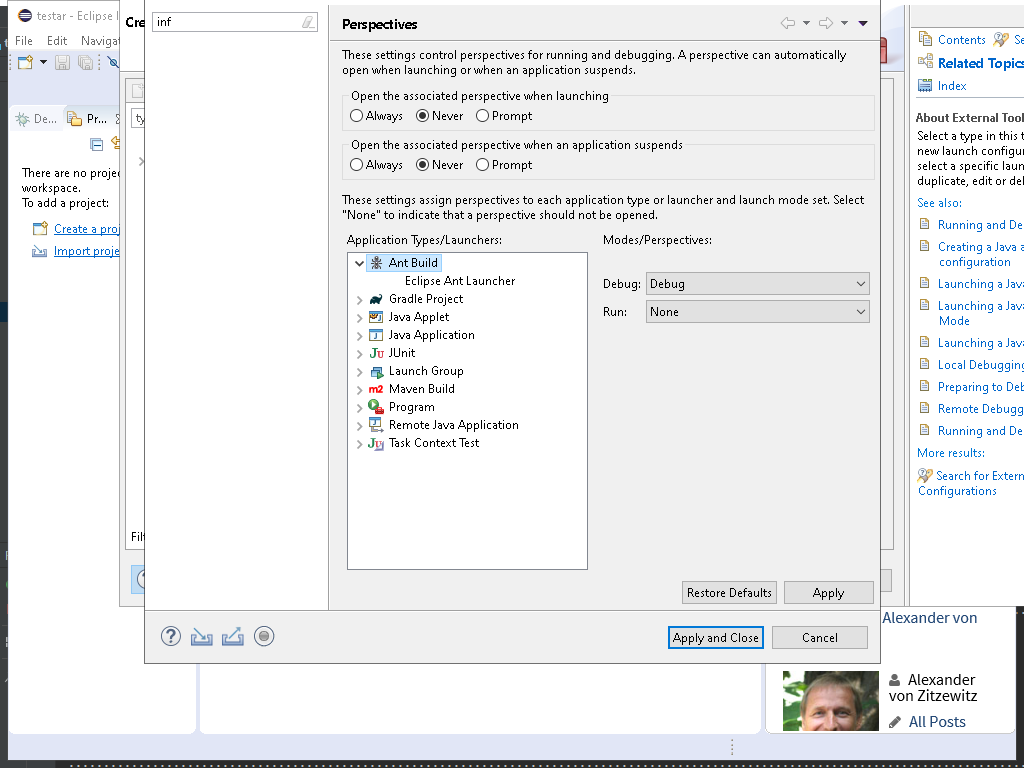 testar - Eclipse I
File Edit Navigat
De...
Pr...
There are no proje
workspace.
To add a project:
Create a proj
Import proje
Cre
ty
Filt
inf
Perspectives
These settings control perspectives for running and debugging. A perspective can automatically
open when launching or when an application suspends.
Open the associated perspective when launching
Always Never Prompt
Open the associated perspective when an application suspends
Always Never Prompt
These settings assign perspectives to each application type or launcher and launch mode set. Select
"None" to indicate that a perspective should not be opened.
Application Types/Launchers:
Ant Build
Eclipse Ant Launcher
Gradle Project
Java Applet
Java Application
JUnit
Launch Group
m2 Maven Build
Program
Remote Java Application
Task Context Test
Modes/Perspectives:
Debug: Debug
Run: None
Restore Defaults Apply
Apply and Close Cancel
Contents Se
Related Topics
Index
About External Tool
Select a type in this t
new launch configur
select a specific laun
duplicate, edit or del
See also:
Running and De
Creating a Java a
configuration
Launching a Java
Launching a Java
Mode
Launching a Java
Local Debugging
Preparing to Deb
Remote Debugg
Running and De
More results:
Search for Extern
Configurations
Alexander von
Alexander
von Zitzewitz
All Posts